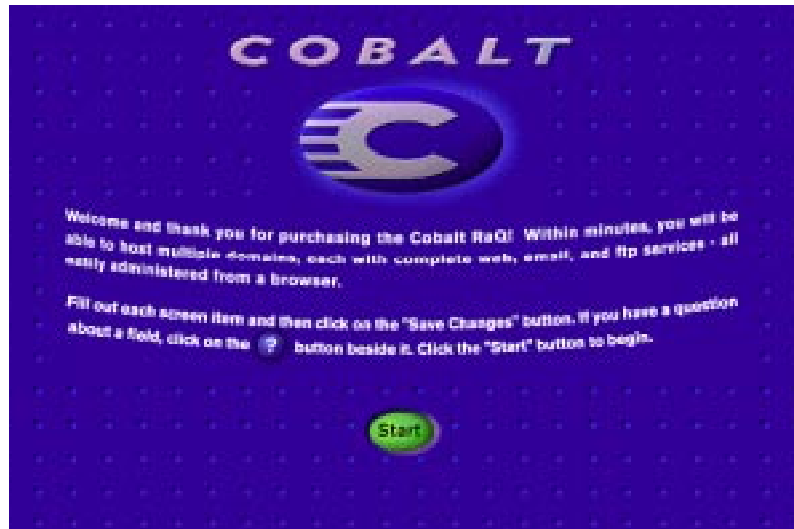 COBALT
C
Welcome and thank you for purchasing the Cobalt RaQ! Within minutes, you will be
able to host multiple domains, each with complete web, email, and ftp services - all
easily administered from a browser.
Fill out each screen item and then click on the "Save Changes" button. If you have a question
about a field, click on the ? button beside it. Click the "Start" button to begin.
Start